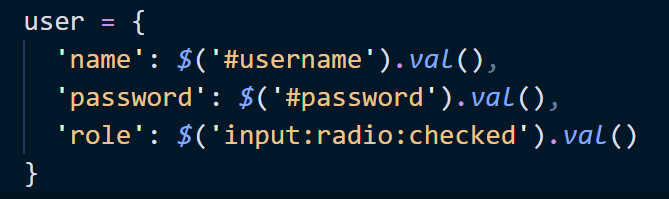 user = {
'name': $('#username').val(),
'password': $('#password').val(),
'role': $('input:radio:checked').val()
}